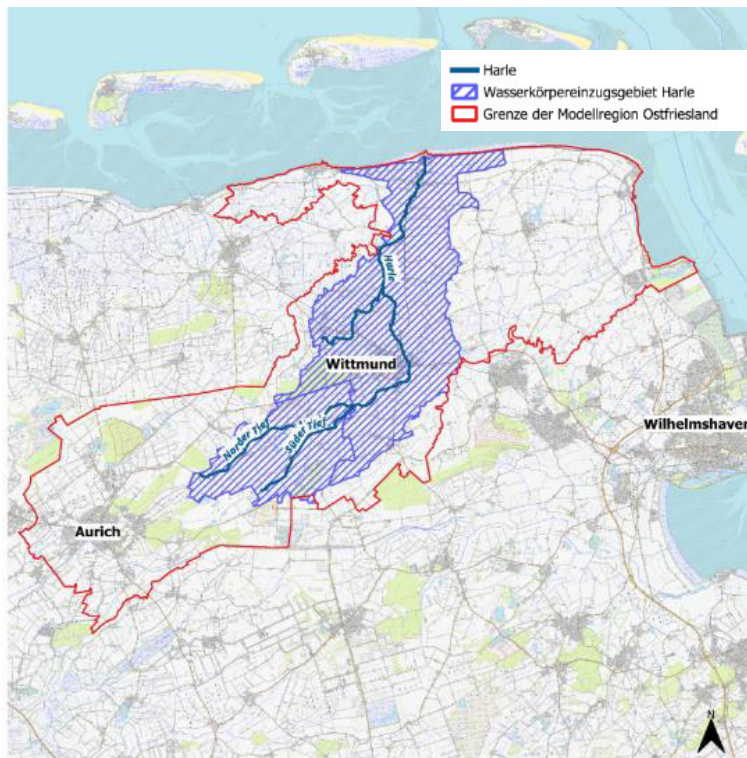 Harle
Wasserkörpereinzugsgebiet Harle
Grenze der Modellregion Ostfriesland
Harle
Wittmund
Wilhelmshaven
Norder Tief
Süder Tief
Aurich
N